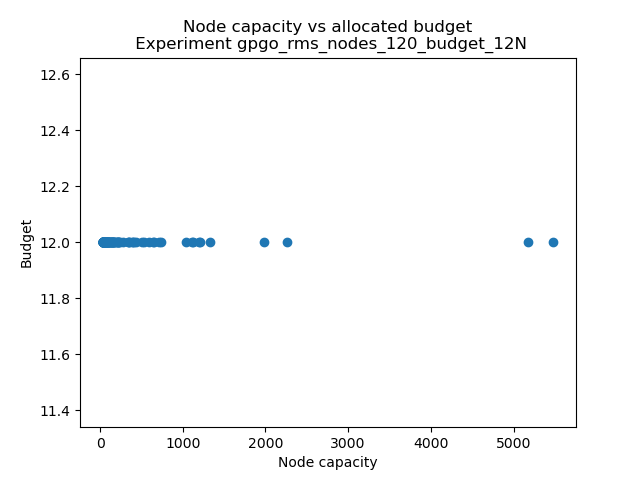 Node capacity vs allocated budget
Experiment gpgo_rms_nodes_120_budget_12N
12.6
12.4
12.2
12.0
11.8
11.6
11.4
Budget
0 1000 2000 3000 4000 5000
Node capacity